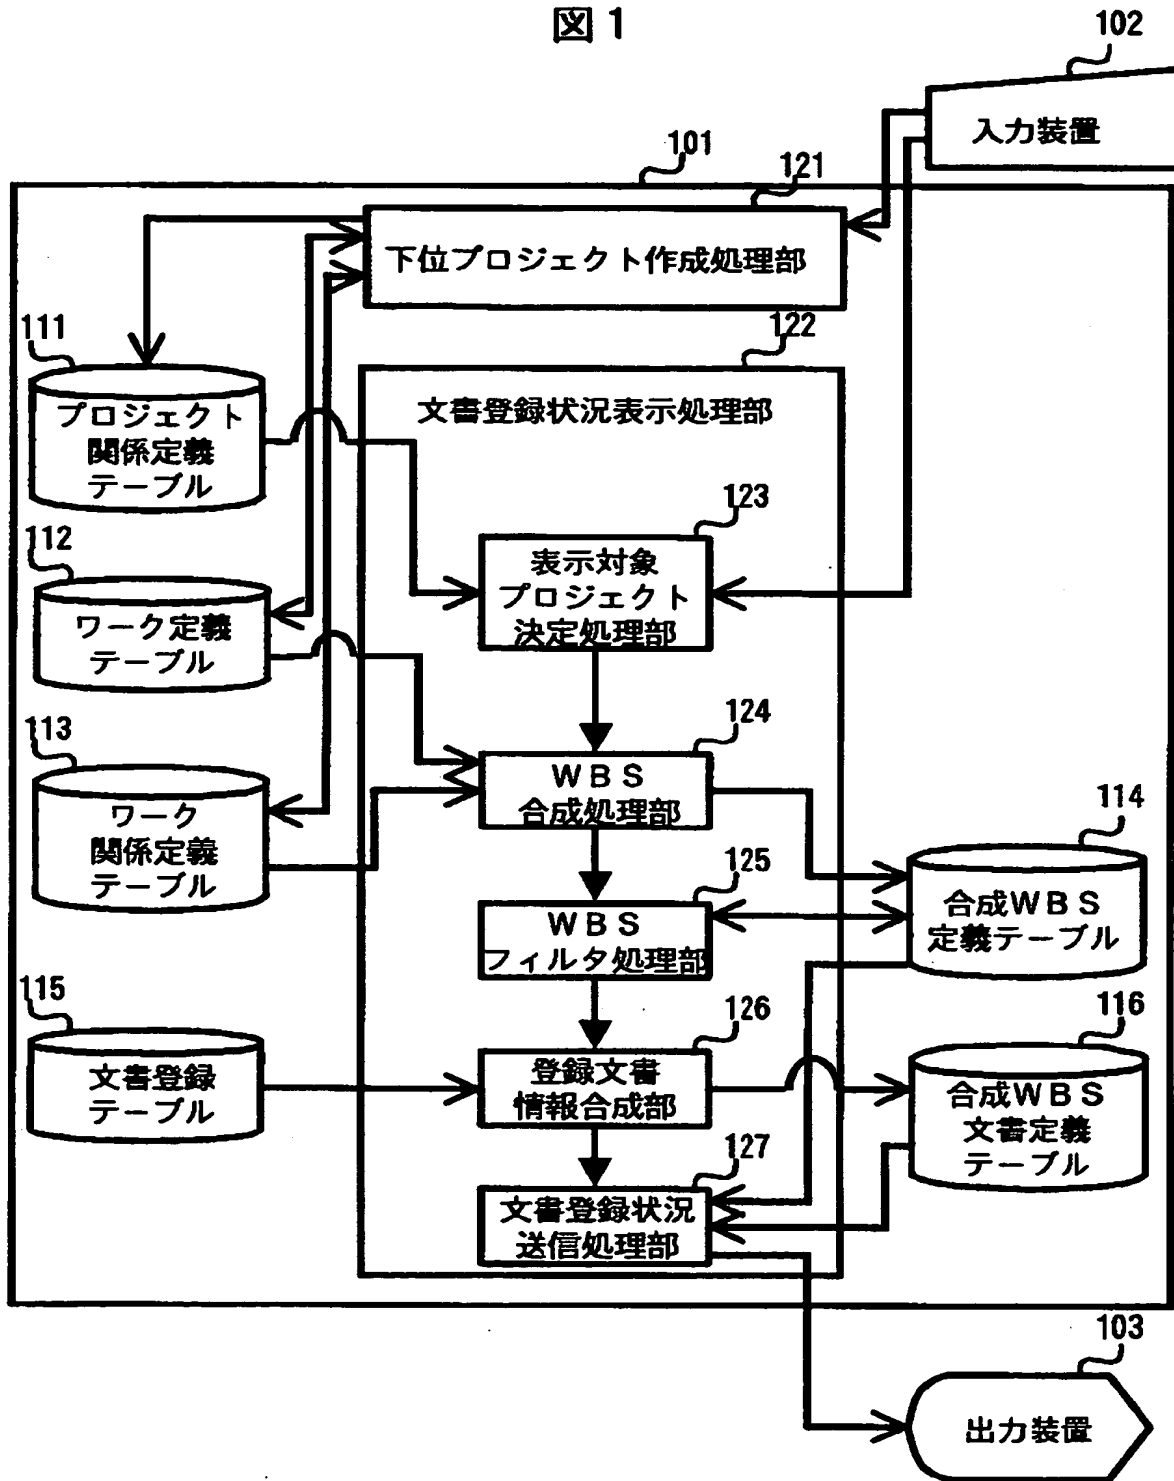 図1
102
入力装置
101
121
下位プロジェクト作成処理部
111
プロジェクト
関係定義
テーブル
122
文書登録状況表示処理部
123
表示対象
プロジェクト
決定処理部
112
ワーク定義
テーブル
124
WBS
合成処理部
113
ワーク
関係定義
テーブル
114
合成WBS
定義テーブル
125
WBS
フィルタ処理部
115
文書登録
テーブル
126
登録文書
情報合成部
116
合成WBS
文書定義
テーブル
127
文書登録状況
送信処理部
103
出力装置